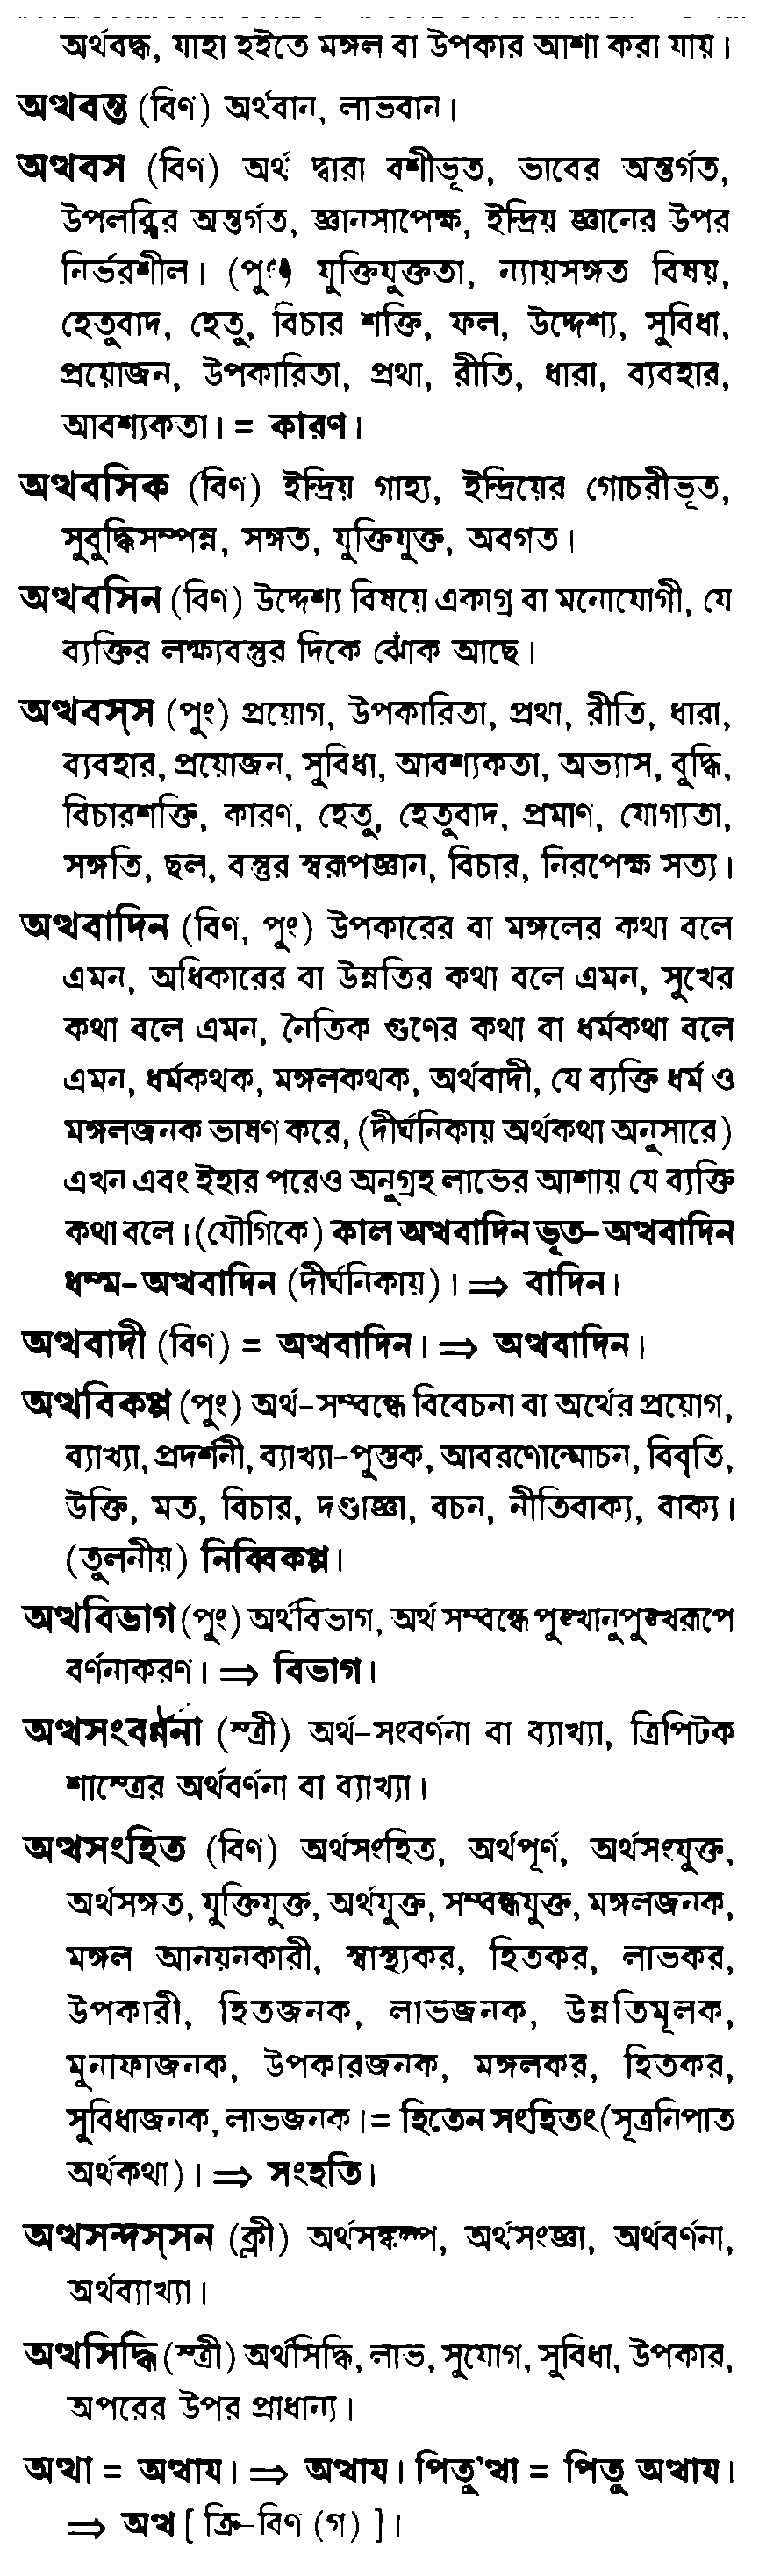 অর্থবদ্ধ, যাহা হইতে মঙ্গল বা উপকার আশা করা যায়।
অত্থবন্তু (বিণ) অর্থবান, লাভবান।
অত্থবস (বিণ) অর্থ দ্বারা বশীভূত, ভাবের অন্তর্গত,
উপলব্ধির অন্তর্গত, জ্ঞানসাপেক্ষ, ইন্দ্রিয় জ্ঞানের উপর
নির্ভরশীল। (পুং) যুক্তিযুক্ততা, ন্যায়সঙ্গত বিষয়,
হেতুবাদ, হেতু, বিচার শক্তি, ফল, উদ্দেশ্য, সুবিধা,
প্রয়োজন, উপকারিতা, প্রথা, রীতি, ধারা, ব্যবহার,
আবশ্যকতা। = কারণ।
অত্থবসিক (বিণ) ইন্দ্রিয় গাহ্য, ইন্দ্রিয়ের গোচরীভূত,
সুবুদ্ধিসম্পন্ন, সঙ্গত, যুক্তিযুক্ত, অবগত।
অত্থবসিন (বিণ) উদ্দেশ্য বিষয়ে একাগ্র বা মনোযোগী, যে
ব্যক্তির লক্ষ্যবস্তুর দিকে ঝোঁক আছে।
অত্থবস্‌স (পুং) প্রয়োগ, উপকারিতা, প্রথা, রীতি, ধারা,
ব্যবহার, প্রয়োজন, সুবিধা, আবশ্যকতা, অভ্যাস, বুদ্ধি,
বিচারশক্তি, কারণ, হেতু, হেতুবাদ, প্রমাণ, যোগ্যতা,
সঙ্গতি, ছল, বস্তুর স্বরূপজ্ঞান, বিচার, নিরপেক্ষ সত্য।
অত্থবাদিন (বিণ, পুং) উপকারের বা মঙ্গলের কথা বলে
এমন, অধিকারের বা উন্নতির কথা বলে এমন, সুখের
কথা বলে এমন, নৈতিক গুণের কথা বা ধর্মকথা বলে
এমন, ধর্মকথক, মঙ্গলকথক, অর্থবাদী, যে ব্যক্তি ধর্ম ও
মঙ্গলজনক ভাষণ করে, (দীর্ঘনিকায় অর্থকথা অনুসারে)
এখন এবং ইহার পরেও অনুগ্রহ লাভের আশায় যে ব্যক্তি
কথা বলে। (যৌগিকে) কাল অত্থবাদিন ভূত-অত্থবাদিন
ধম্ম-অত্থবাদিন (দীর্ঘনিকায়)। ⇒ বাদিন।
অত্থবাদী (বিণ) = অত্থবাদিন। ⇒ অত্থবাদিন।
অত্থবিকপ্প (পুং) অর্থ-সম্বন্ধে বিবেচনা বা অর্থের প্রয়োগ,
ব্যাখ্যা, প্রদর্শনী, ব্যাখ্যা-পুস্তক, আবরণোন্মোচন, বিবৃতি,
উক্তি, মত, বিচার, দণ্ডাজ্ঞা, বচন, নীতিবাক্য, বাক্য।
(তুলনীয়) নিব্বিকপ্প।
অত্থবিভাগ (পুং) অর্থবিভাগ, অর্থ সম্বন্ধে পুঙ্খানুপুঙ্খরূপে
বর্ণনাকরণ। ⇒ বিভাগ।
অত্থসংবর্ণনা (স্ত্রী) অর্থ-সংবর্ণনা বা ব্যাখ্যা, ত্রিপিটক
শাস্ত্রের অর্থবর্ণনা বা ব্যাখ্যা।
অত্থসংহিত (বিণ) অর্থসংহিত, অর্থপূর্ণ, অর্থসংযুক্ত,
অর্থসঙ্গত, যুক্তিযুক্ত, অর্থযুক্ত, সম্বন্ধযুক্ত, মঙ্গলজনক,
মঙ্গল আনয়নকারী, স্বাস্থ্যকর, হিতকর, লাভকর,
উপকারী, হিতজনক, লাভজনক, উন্নতিমূলক,
মুনাফাজনক, উপকারজনক, মঙ্গলকর, হিতকর,
সুবিধাজনক, লাভজনক। = হিতেন সংহিতং (সূত্রনিপাত
অর্থকথা)। ⇒ সংহতি।
অত্থসন্দস্‌সন (ক্লী) অর্থসঙ্কল্প, অর্থসংজ্ঞা, অর্থবর্ণনা,
অর্থব্যাখ্যা।
অত্থসিদ্ধি (স্ত্রী) অর্থসিদ্ধি, লাভ, সুযোগ, সুবিধা, উপকার,
অপরের উপর প্রাধান্য।
অত্থা = অত্থায। ⇒ অত্থায। পিতু'ত্থা = পিতু অত্থায।
⇒ অত্থ [ ক্রি-বিণ (গ) ]।